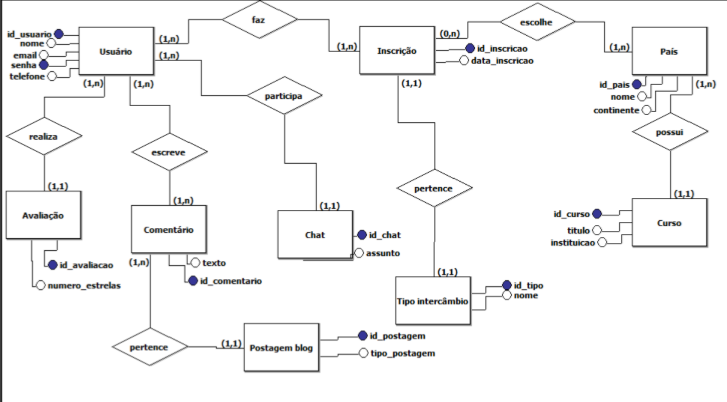 faz
escolhe
id_usuario
nome
email
senha
telefone
Usuário
(1,n)
(1,n)
(1,n)
(1,n)
(1,n)
Inscrição
(0,n)
id_inscricao
data_inscricao
(1,1)
(1,n)
País
(1,n)
id_pais
nome
continente
participa
realiza
escreve
possui
pertence
(1,1)
Avaliação
id_avaliacao
numero_estrelas
(1,n)
Comentário
(1,n)
texto
id_comentario
(1,1)
Chat
id_chat
assunto
(1,1)
id_curso
titulo
instituicao
Curso
(1,1)
Tipo intercâmbio
id_tipo
nome
pertence
(1,1)
Postagem blog
id_postagem
tipo_postagem